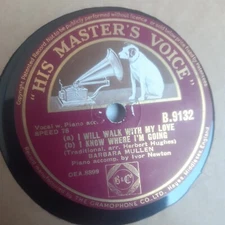 "HIS MASTER'S VOICE"
Vocal w. Piano
SPEED 78
B.9132
(a) I WILL WALK WITH MY LOVE
(b) I KNOW WHERE I'M GOING
(Traditional, arr. Herbert Hughes)
BARBARA MULLEN
Piano accomp. by Ivor Newton
THE GRAMOPHONE CO. LTD.